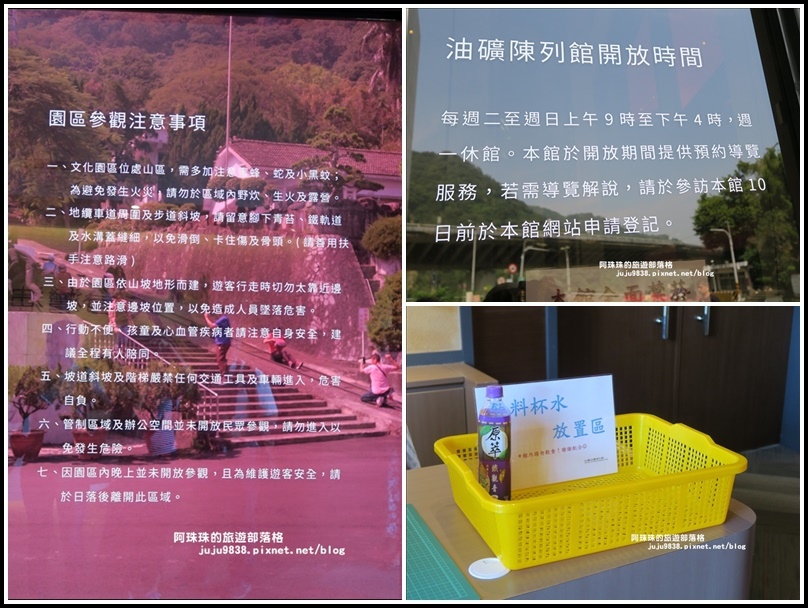 園區參觀注意事項
一、文化園區位處山區，需多加注意虎頭蜂、蛇及小黑蚊；
為避免發生火災，請勿於區域內野炊、生火及露營。
二、地纜車道周圍及步道斜坡，請留意腳下青苔、鐵軌道
及水溝蓋縫細，以免滑倒、卡住傷及骨頭。(請善用扶
手注意路滑)
三、由於園區依山坡地形而建，遊客行走時切勿太靠近邊
坡，並注意邊坡位置，以免造成人員墜落危害。
四、行動不便、孩童及心血管疾病者請注意自身安全，建
議全程有人陪同。
五、坡道斜坡及階梯嚴禁任何交通工具及車輛進入，危害
自負。
六、管制區域及辦公空間並未開放民眾參觀，請勿進入以
免發生危險。
七、因園區內晚上並未開放參觀，且為維護遊客安全，請
於日落後離開此區域。
阿珠珠的旅遊部落格
juju9838.pixnet.net/blog
油礦陳列館開放時間
每週二至週日上午9時至下午4時，週
一休館。本館於開放期間提供預約導覽
服務，若需導覽解說，請於參訪本館10
日前於本館網站申請登記。
阿珠珠的旅遊部落格
juju9838.pixnet.net/blog
料杯水
放置區
原萃
阿珠珠的旅遊部落格
juju9838.pixnet.net/blog